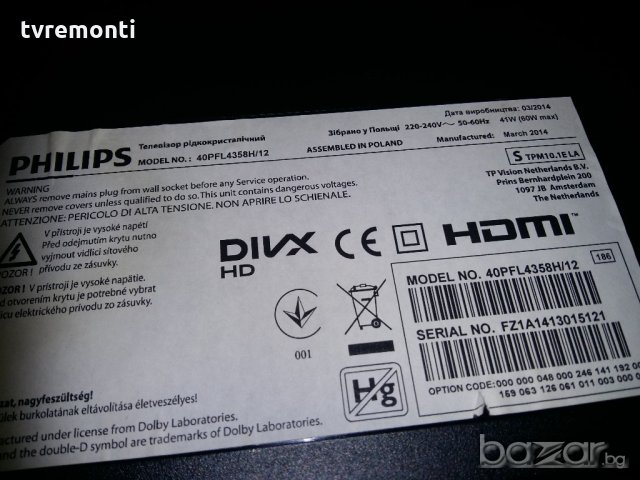 tvremonti
Дата виробництва: 03/2014
Телевізор рідкокристалічний
Зібрано у Польщі 220-240V~ 50-60Hz 41W (60W max)
PHILIPS
MODEL NO.: 40PFL4358H/12
ASSEMBLED IN POLAND
Manufactured: March 2014
S TPM10.1E LA
WARNING
ALWAYS remove mains plug from wall socket before any Service operation.
NEVER remove covers unless qualified to do so. This unit contains dangerous voltages.
ATTENZIONE: PERICOLO DI ALTA TENSIONE. NON APRIRE LO SCHIENALE.
TP Vision Netherlands B.V.
Prins Bernhardplein 200
1097 JB Amsterdam
The Netherlands
V přístroji je vysoké napětí
Před odejmutím krytu nutno
vyjmout vidlici síťového
POZOR ! přívodu ze zásuvky.
POZOR ! V prístroji je vysoké napätie.
d otvorením krytu je potrebné vybrat
icu elektrického prívodu zo zásuvky.
DIVX
HD
CE
HDMI
186
MODEL NO. 40PFL4358H/12
SERIAL NO. FZ1A1413015121
001
Hg
OPTION CODE: 000 000 048 000 246 141 192 00
159 063 126 061 011 003 000 0
zat, nagyfeszültség!
ülek burkolatának eltávolítása életveszélyes!
actured under license from Dolby Laboratories.
and the double-D symbol are trademarks of Dolby Laboratories.
bazar.bg